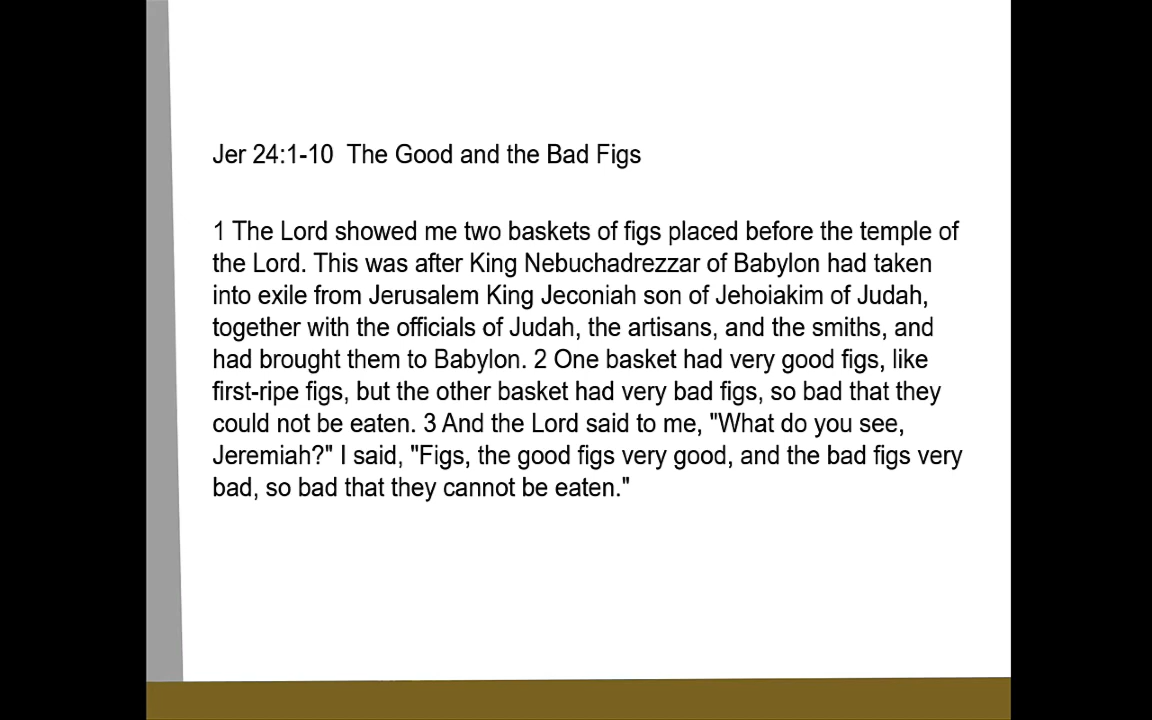 Jer 24:1-10  The Good and the Bad Figs
1 The Lord showed me two baskets of figs placed before the temple of
the Lord. This was after King Nebuchadrezzar of Babylon had taken
into exile from Jerusalem King Jeconiah son of Jehoiakim of Judah,
together with the officials of Judah, the artisans, and the smiths, and
had brought them to Babylon. 2 One basket had very good figs, like
first-ripe figs, but the other basket had very bad figs, so bad that they
could not be eaten. 3 And the Lord said to me, "What do you see,
Jeremiah?" I said, "Figs, the good figs very good, and the bad figs very
bad, so bad that they cannot be eaten."